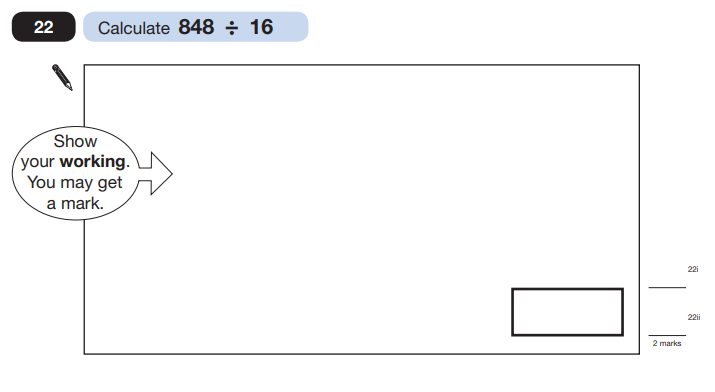 22 Calculate 848 ÷ 16
Show
your working.
You may get
a mark.
22i
22ii
2 marks